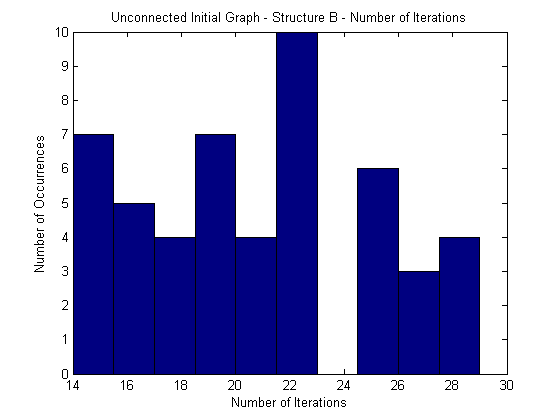 Unconnected Initial Graph - Structure B - Number of Iterations
10
9
8
7
6
5
4
3
2
1
0
Number of Occurrences
14 16 18 20 22 24 26 28 30
Number of Iterations